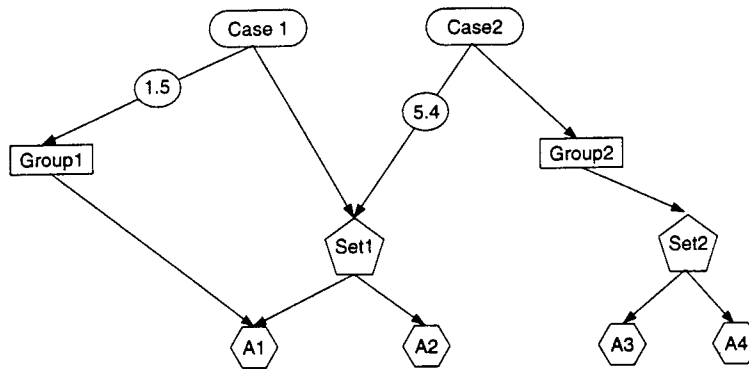 Case 1
Case2
1.5
5.4
Group1
Group2
Set1
Set2
A1
A2
A3
A4